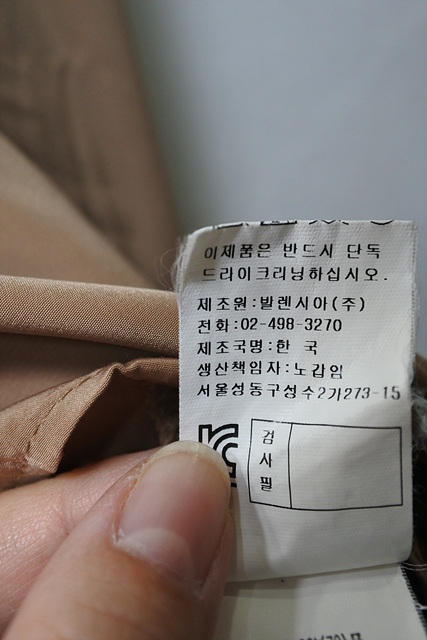 이제품은 반드시 단독
드라이크리닝하십시오.
제조원:발렌시아(주)
전화:02-498-3270
제조국명:한 국
생산책임자:노갑임
서울성동구성수2가273-15
검
사
필